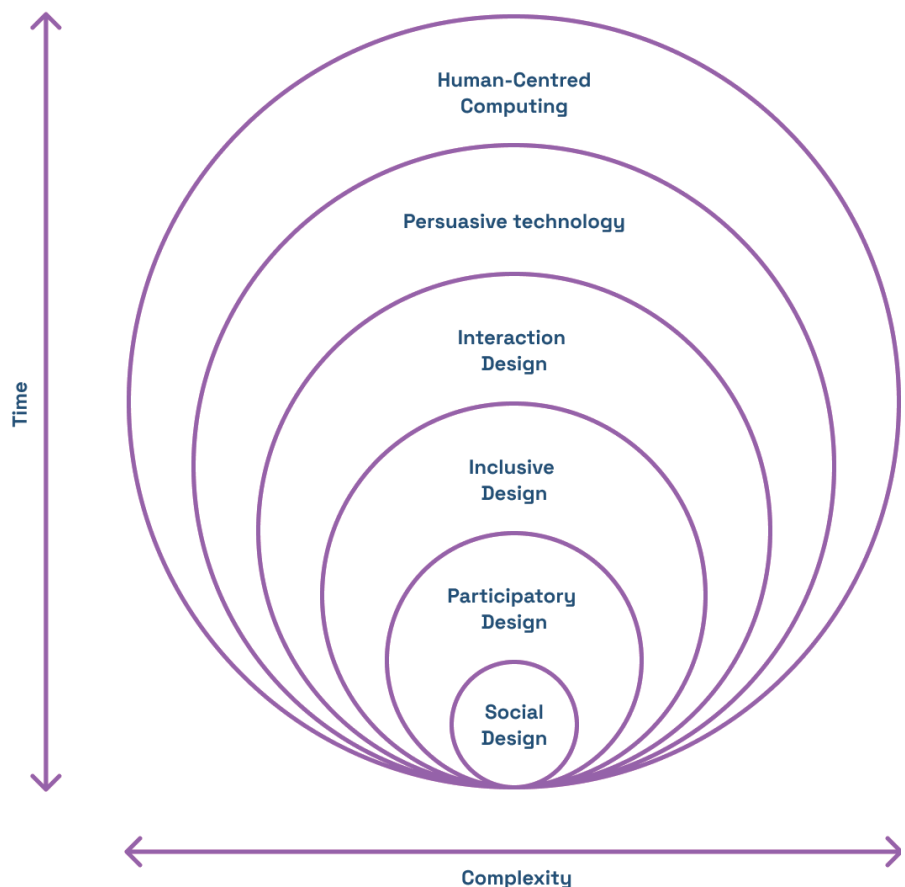 Human-Centred
Computing
Persuasive technology
Interaction
Design
Time
Inclusive
Design
Participatory
Design
Social
Design
Complexity